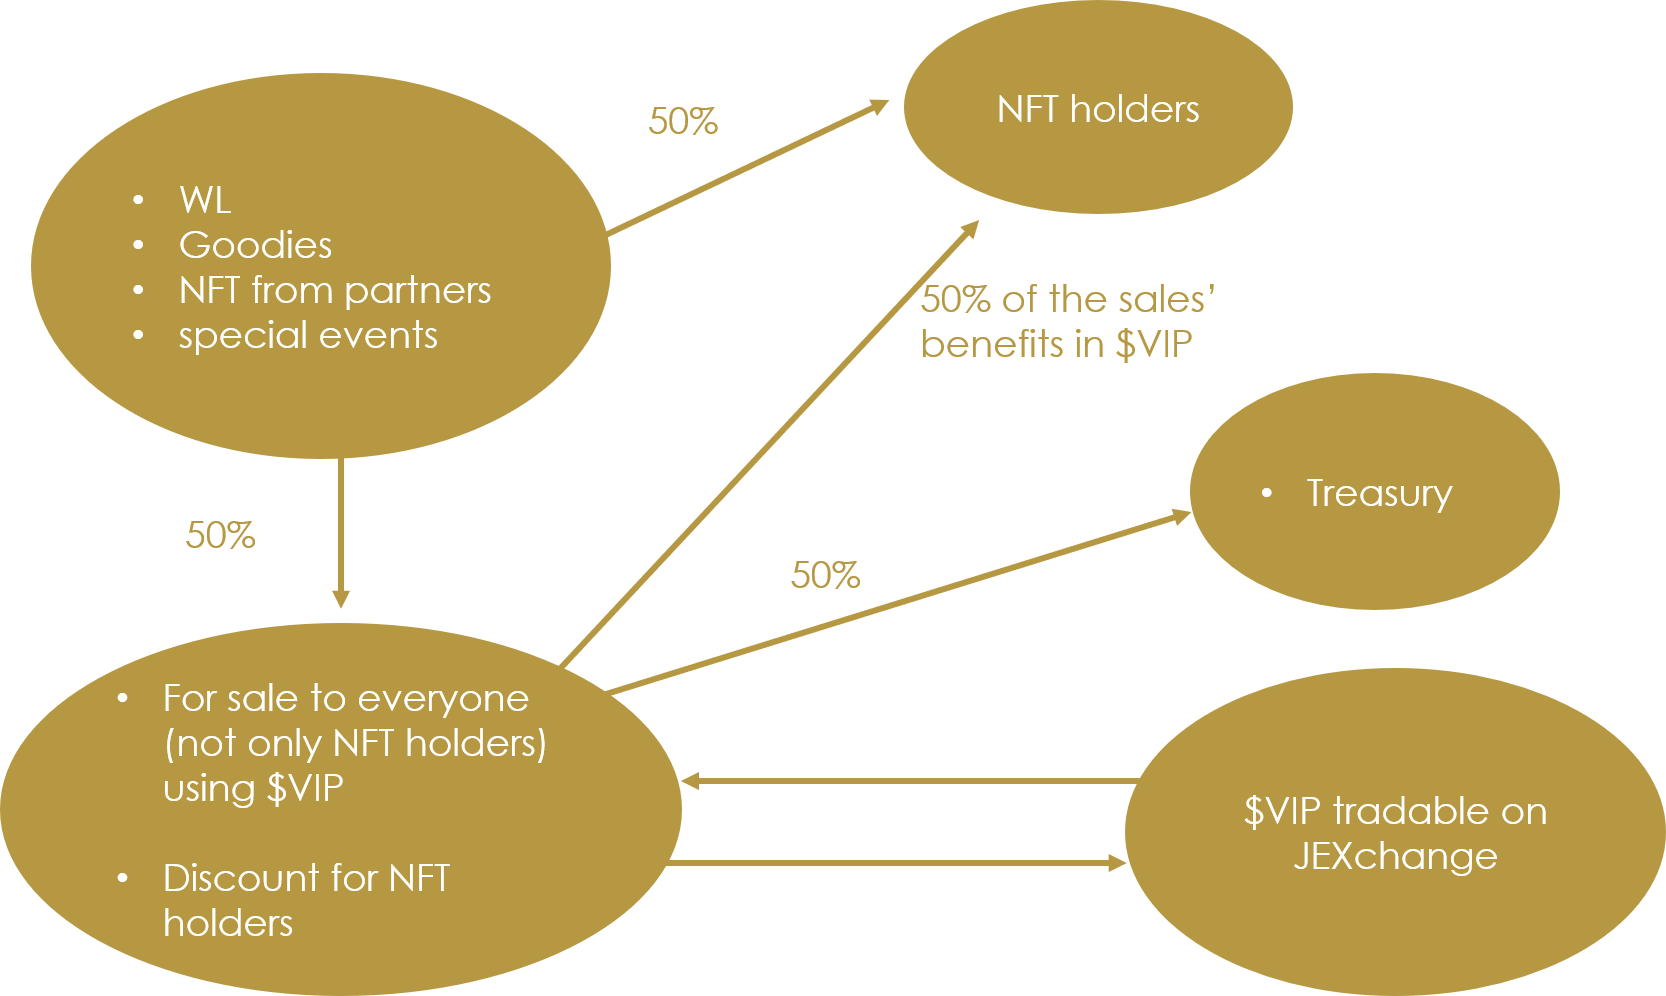 NFT holders
50%
• WL
• Goodies
• NFT from partners
• special events
50% of the sales’
benefits in $VIP
• Treasury
50%
50%
• For sale to everyone
(not only NFT holders)
using $VIP
• Discount for NFT
holders
$VIP tradable on
JEXchange